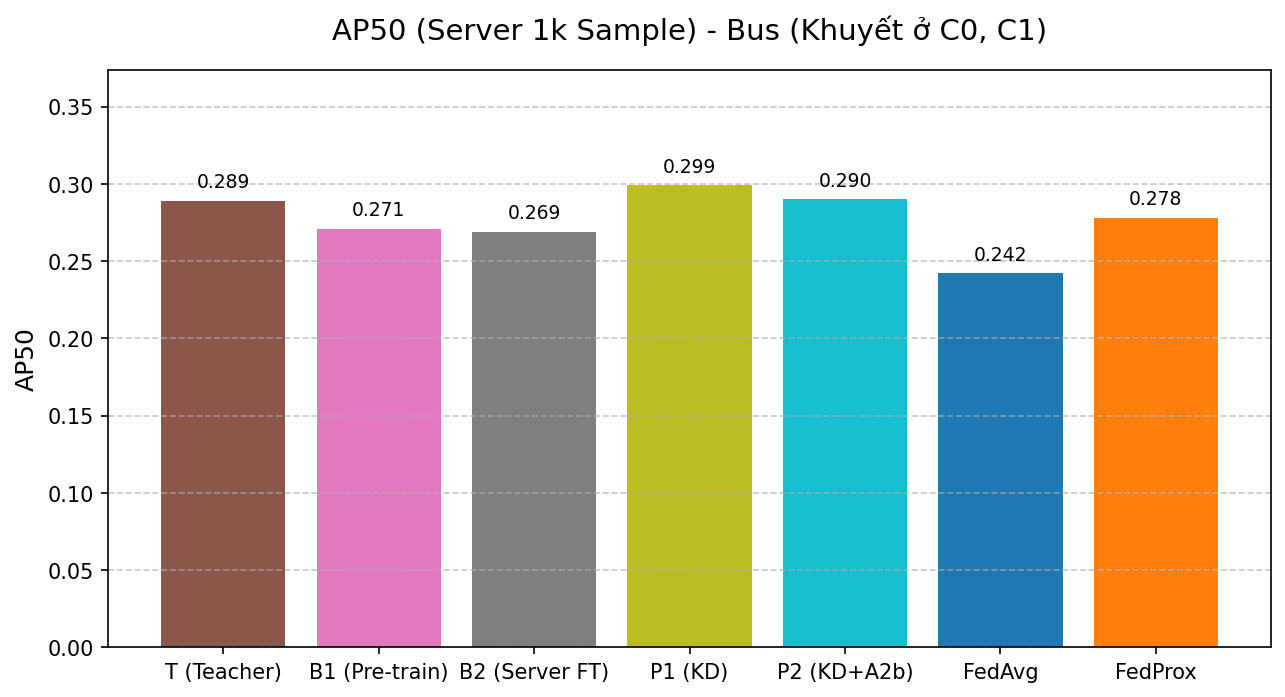 AP50 (Server 1k Sample) - Bus (Khuyết ở C0, C1)
AP50
0.35
0.30
0.25
0.20
0.15
0.10
0.05
0.00
0.289
0.271
0.269
0.299
0.290
0.242
0.278
T (Teacher)
B1 (Pre-train)
B2 (Server FT)
P1 (KD)
P2 (KD+A2b)
FedAvg
FedProx